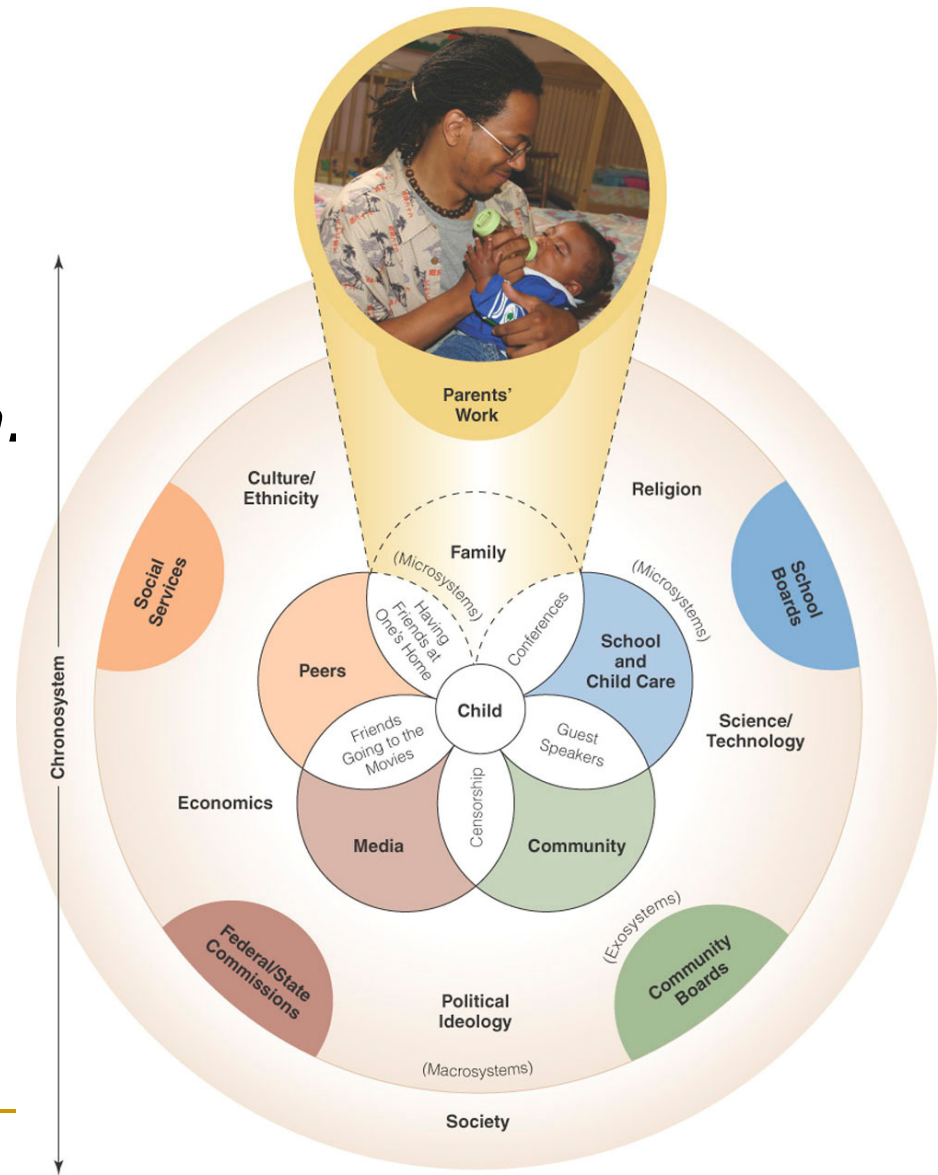 Parents'
Work
Culture/
Ethnicity
Religion
Family
(Microsystems)
(Microsystems)
Social
Services
School
Boards
Having
Friends at
One's Home
Conferences
Peers
School
and
Child Care
Child
Friends
Going to the
Movies
Guest
Speakers
Science/
Technology
Chronosystem
Economics
Censorship
Media
Community
(Exosystems)
Federal/State
Commissions
Community
Boards
Political
Ideology
(Macrosystems)
Society